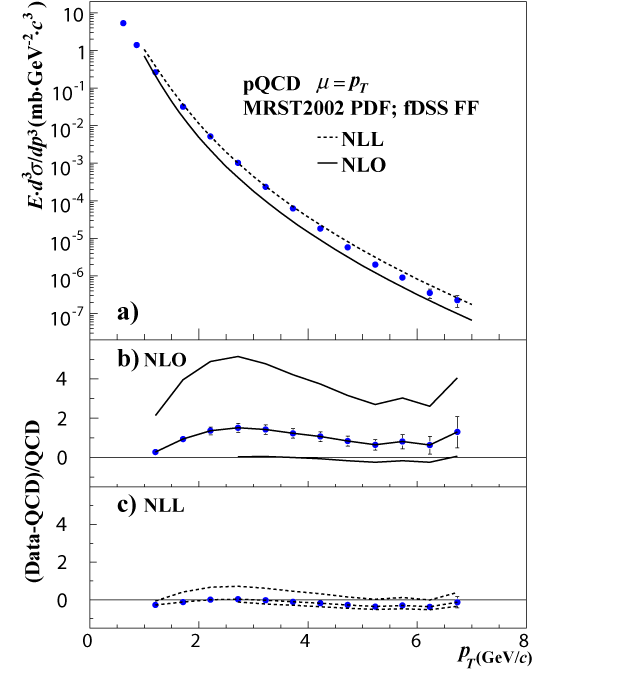 E·d³σ/dp³(mb·GeV⁻²·c³)
10
1
10⁻¹
10⁻²
10⁻³
10⁻⁴
10⁻⁵
10⁻⁶
10⁻⁷
pQCD μ = p_T
MRST2002 PDF; fDSS FF
NLL
NLO
a)
(Data-QCD)/QCD
b) NLO
4
2
0
c) NLL
4
2
0
0 2 4 6 8
p_T(GeV/c)